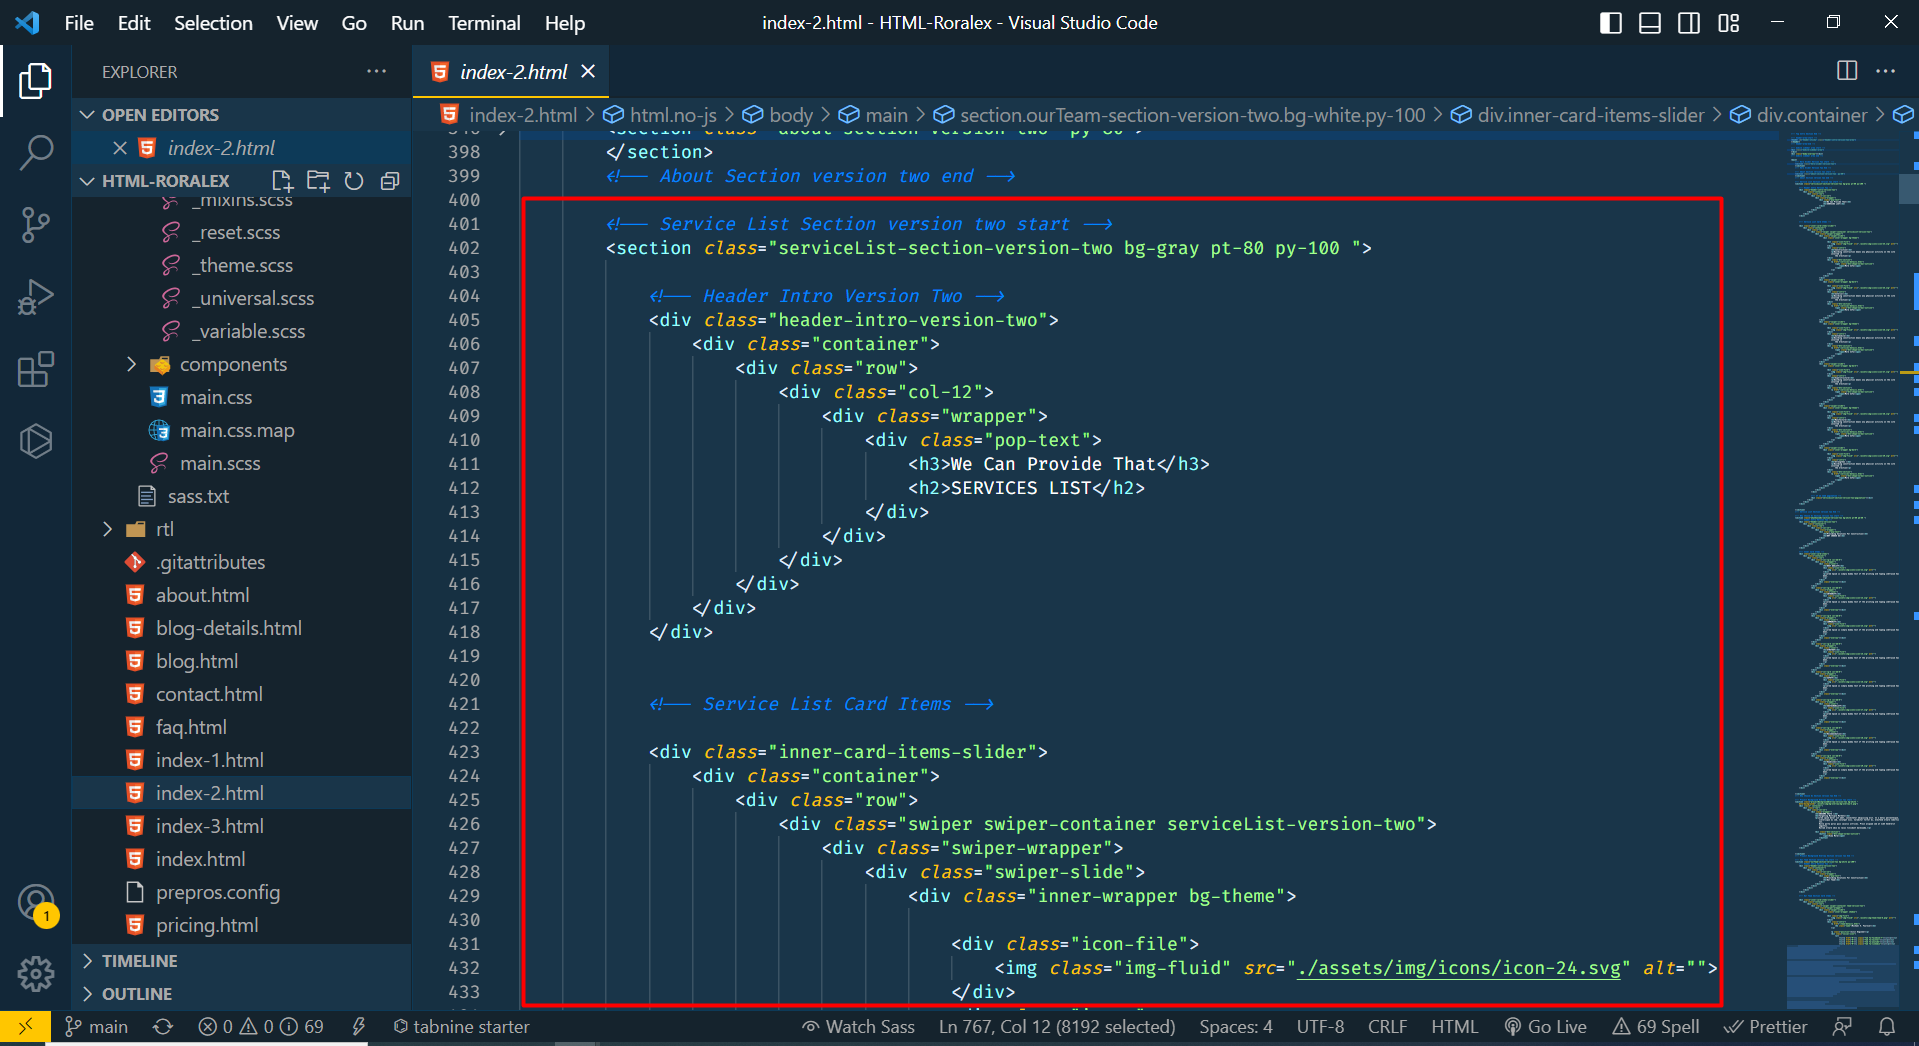 File Edit Selection View Go Run Terminal Help
index-2.html - HTML-Roralex - Visual Studio Code
EXPLORER
OPEN EDITORS
index-2.html
HTML-RORALEX
_mixins.scss
_reset.scss
_theme.scss
_universal.scss
_variable.scss
components
main.css
main.css.map
main.scss
sass.txt
rtl
.gitattributes
about.html
blog-details.html
blog.html
contact.html
faq.html
index-1.html
index-2.html
index-3.html
index.html
prepros.config
pricing.html
TIMELINE
OUTLINE
1
index-2.html
index-2.html > html.no-js > body > main > section.ourTeam-section-version-two.bg-white.py-100 > div.inner-card-items-slider > div.container >
398 </section>
399 <!-- About Section version two end -->
400
401 <!-- Service List Section version two start -->
402 <section class="serviceList-section-version-two bg-gray pt-80 py-100 ">
403
404 <!-- Header Intro Version Two -->
405 <div class="header-intro-version-two">
406 <div class="container">
407 <div class="row">
408 <div class="col-12">
409 <div class="wrapper">
410 <div class="pop-text">
411 <h3>We Can Provide That</h3>
412 <h2>SERVICES LIST</h2>
413 </div>
414 </div>
415 </div>
416 </div>
417 </div>
418 </div>
419
420
421 <!-- Service List Card Items -->
422
423 <div class="inner-card-items-slider">
424 <div class="container">
425 <div class="row">
426 <div class="swiper swiper-container serviceList-version-two">
427 <div class="swiper-wrapper">
428 <div class="swiper-slide">
429 <div class="inner-wrapper bg-theme">
430
431 <div class="icon-file">
432 <img class="img-fluid" src="./assets/img/icons/icon-24.svg" alt="">
433 </div>
main 0 0 69 tabnine starter Watch Sass Ln 767, Col 12 (8192 selected) Spaces: 4 UTF-8 CRLF HTML Go Live 69 Spell Prettier